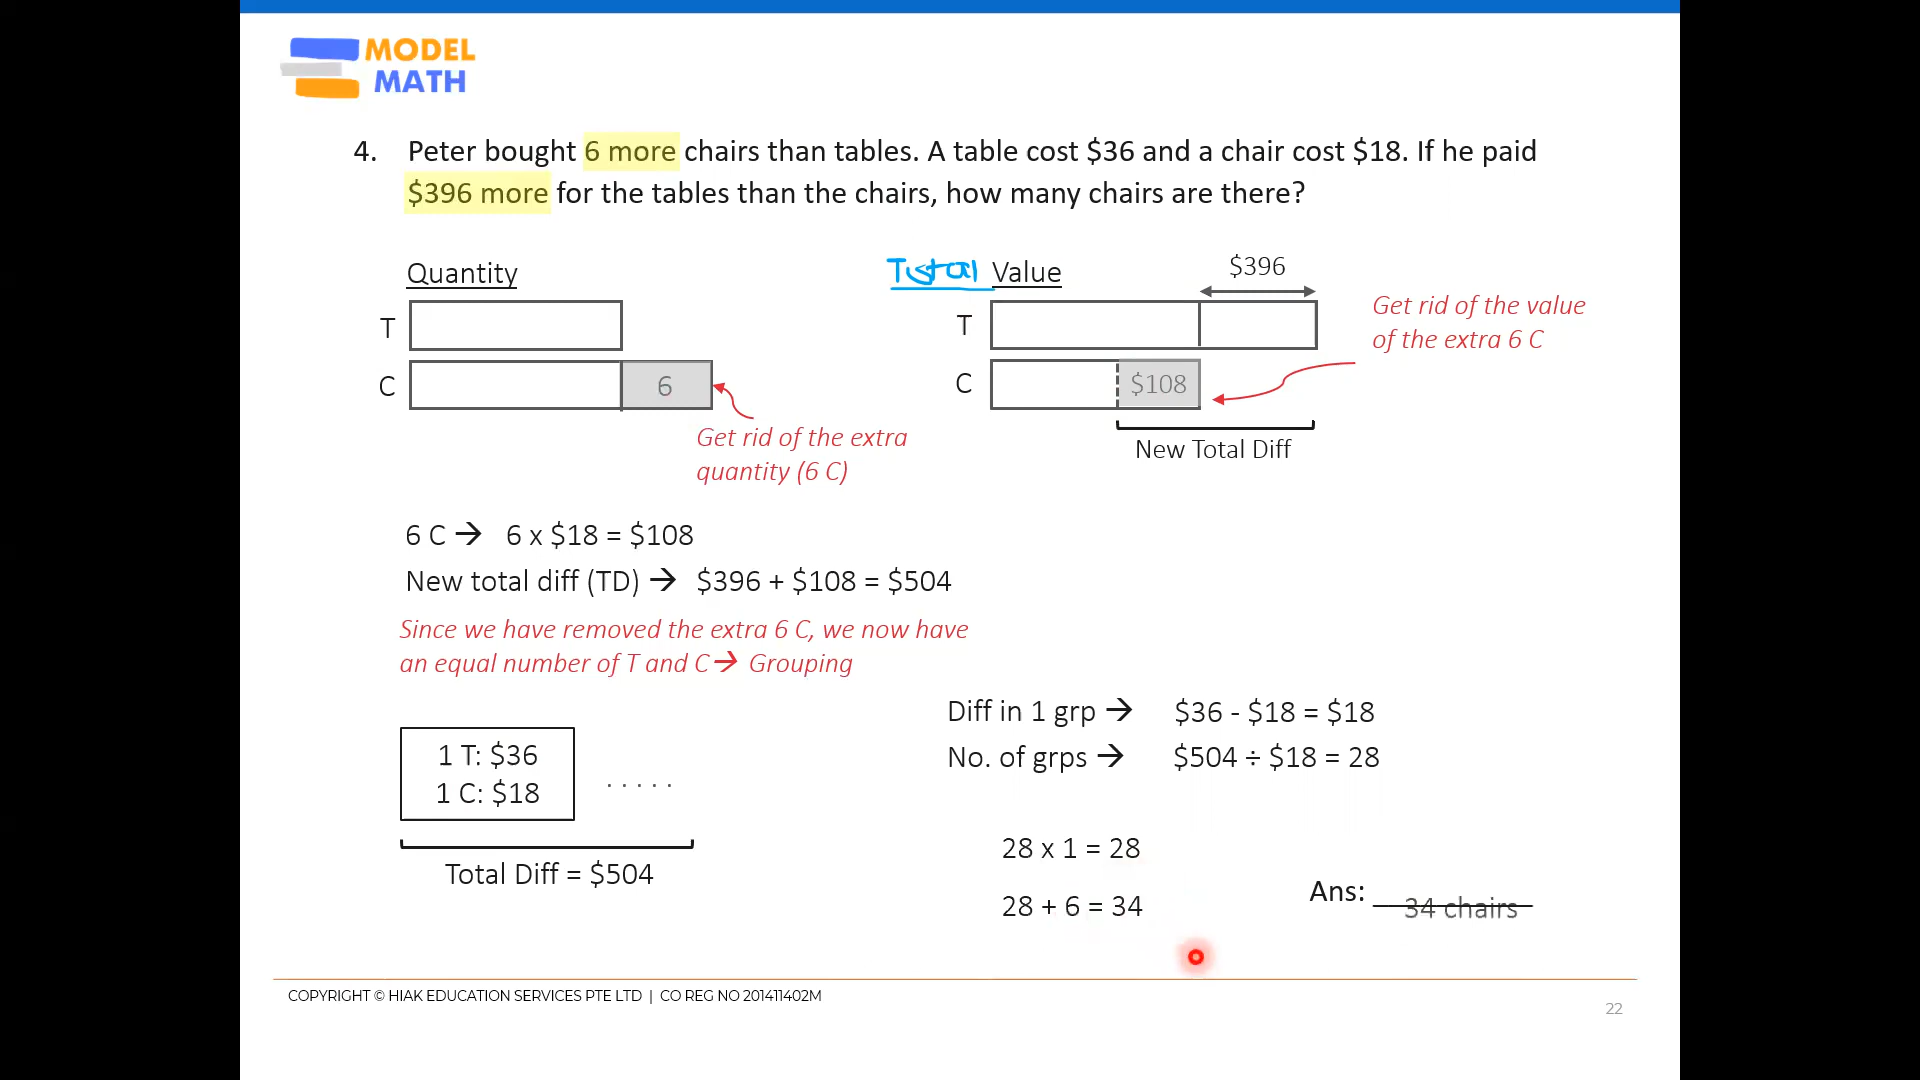 MODEL
MATH
4. Peter bought 6 more chairs than tables. A table cost $36 and a chair cost $18. If he paid
$396 more for the tables than the chairs, how many chairs are there?
Quantity
Total Value
$396
T
C
6
T
C
$108
Get rid of the value
of the extra 6 C
Get rid of the extra
quantity (6 C)
New Total Diff
6 C → 6 x $18 = $108
New total diff (TD) → $396 + $108 = $504
Since we have removed the extra 6 C, we now have
an equal number of T and C → Grouping
1 T: $36
1 C: $18
. . . . .
Total Diff = $504
Diff in 1 grp → $36 - $18 = $18
No. of grps → $504 ÷ $18 = 28
28 x 1 = 28
28 + 6 = 34
Ans: 34 chairs
COPYRIGHT © HIAK EDUCATION SERVICES PTE LTD | CO REG NO 201411402M
22